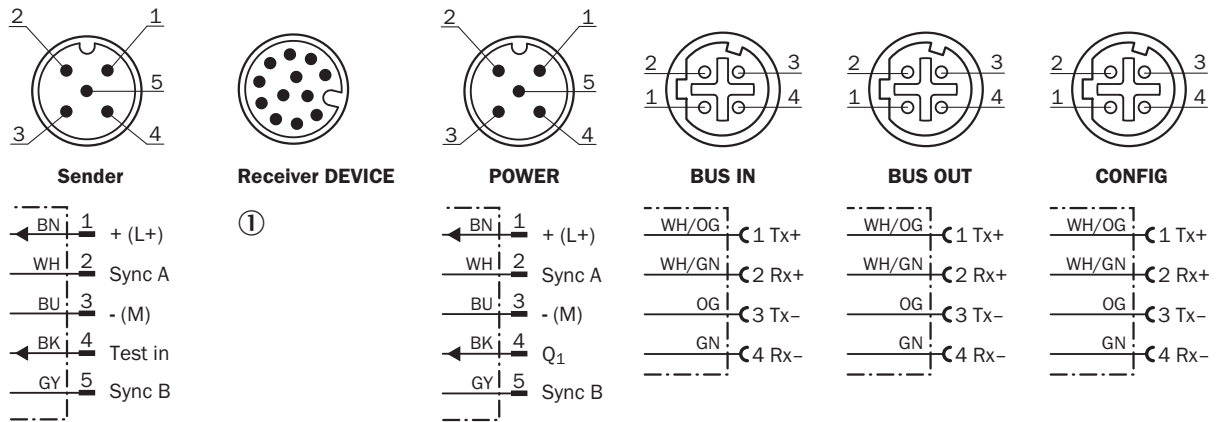 2 1
5
3 4
Sender
BN 1 + (L+)
WH 2 Sync A
BU 3 - (M)
BK 4 Test in
GY 5 Sync B
Receiver DEVICE
①
2 1
5
3 4
POWER
BN 1 + (L+)
WH 2 Sync A
BU 3 - (M)
BK 4 Q₁
GY 5 Sync B
2 3
1 4
BUS IN
WH/OG 1 Tx+
WH/GN 2 Rx+
OG 3 Tx–
GN 4 Rx–
2 3
1 4
BUS OUT
WH/OG 1 Tx+
WH/GN 2 Rx+
OG 3 Tx–
GN 4 Rx–
2 3
1 4
CONFIG
WH/OG 1 Tx+
WH/GN 2 Rx+
OG 3 Tx–
GN 4 Rx–